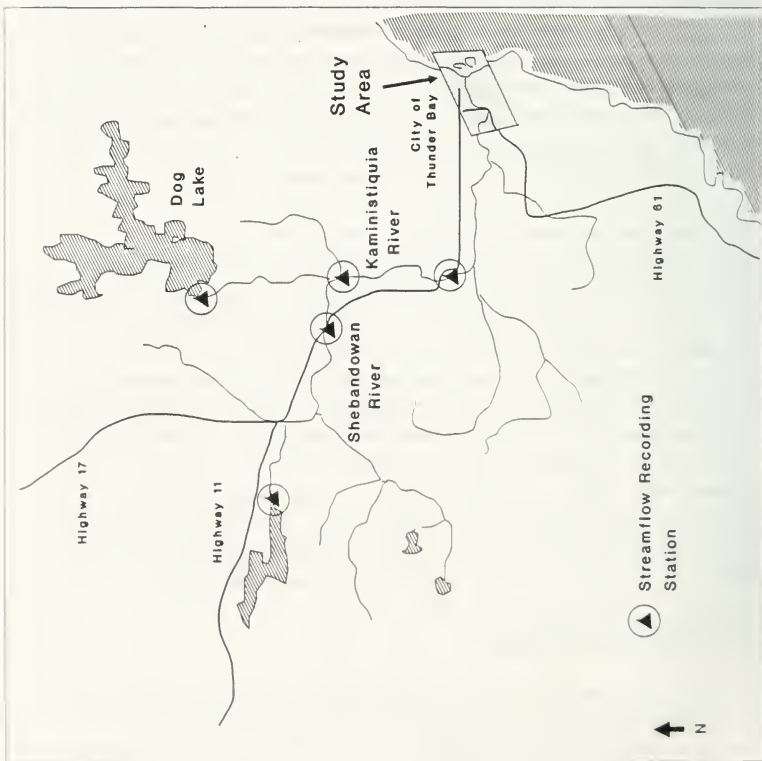 Highway 17
Dog
Lake
Highway 11
Study
Area
Shebandowan
River
Kaministiquia
River
City of
Thunder Bay
Highway 61
Streamflow Recording
Station
N